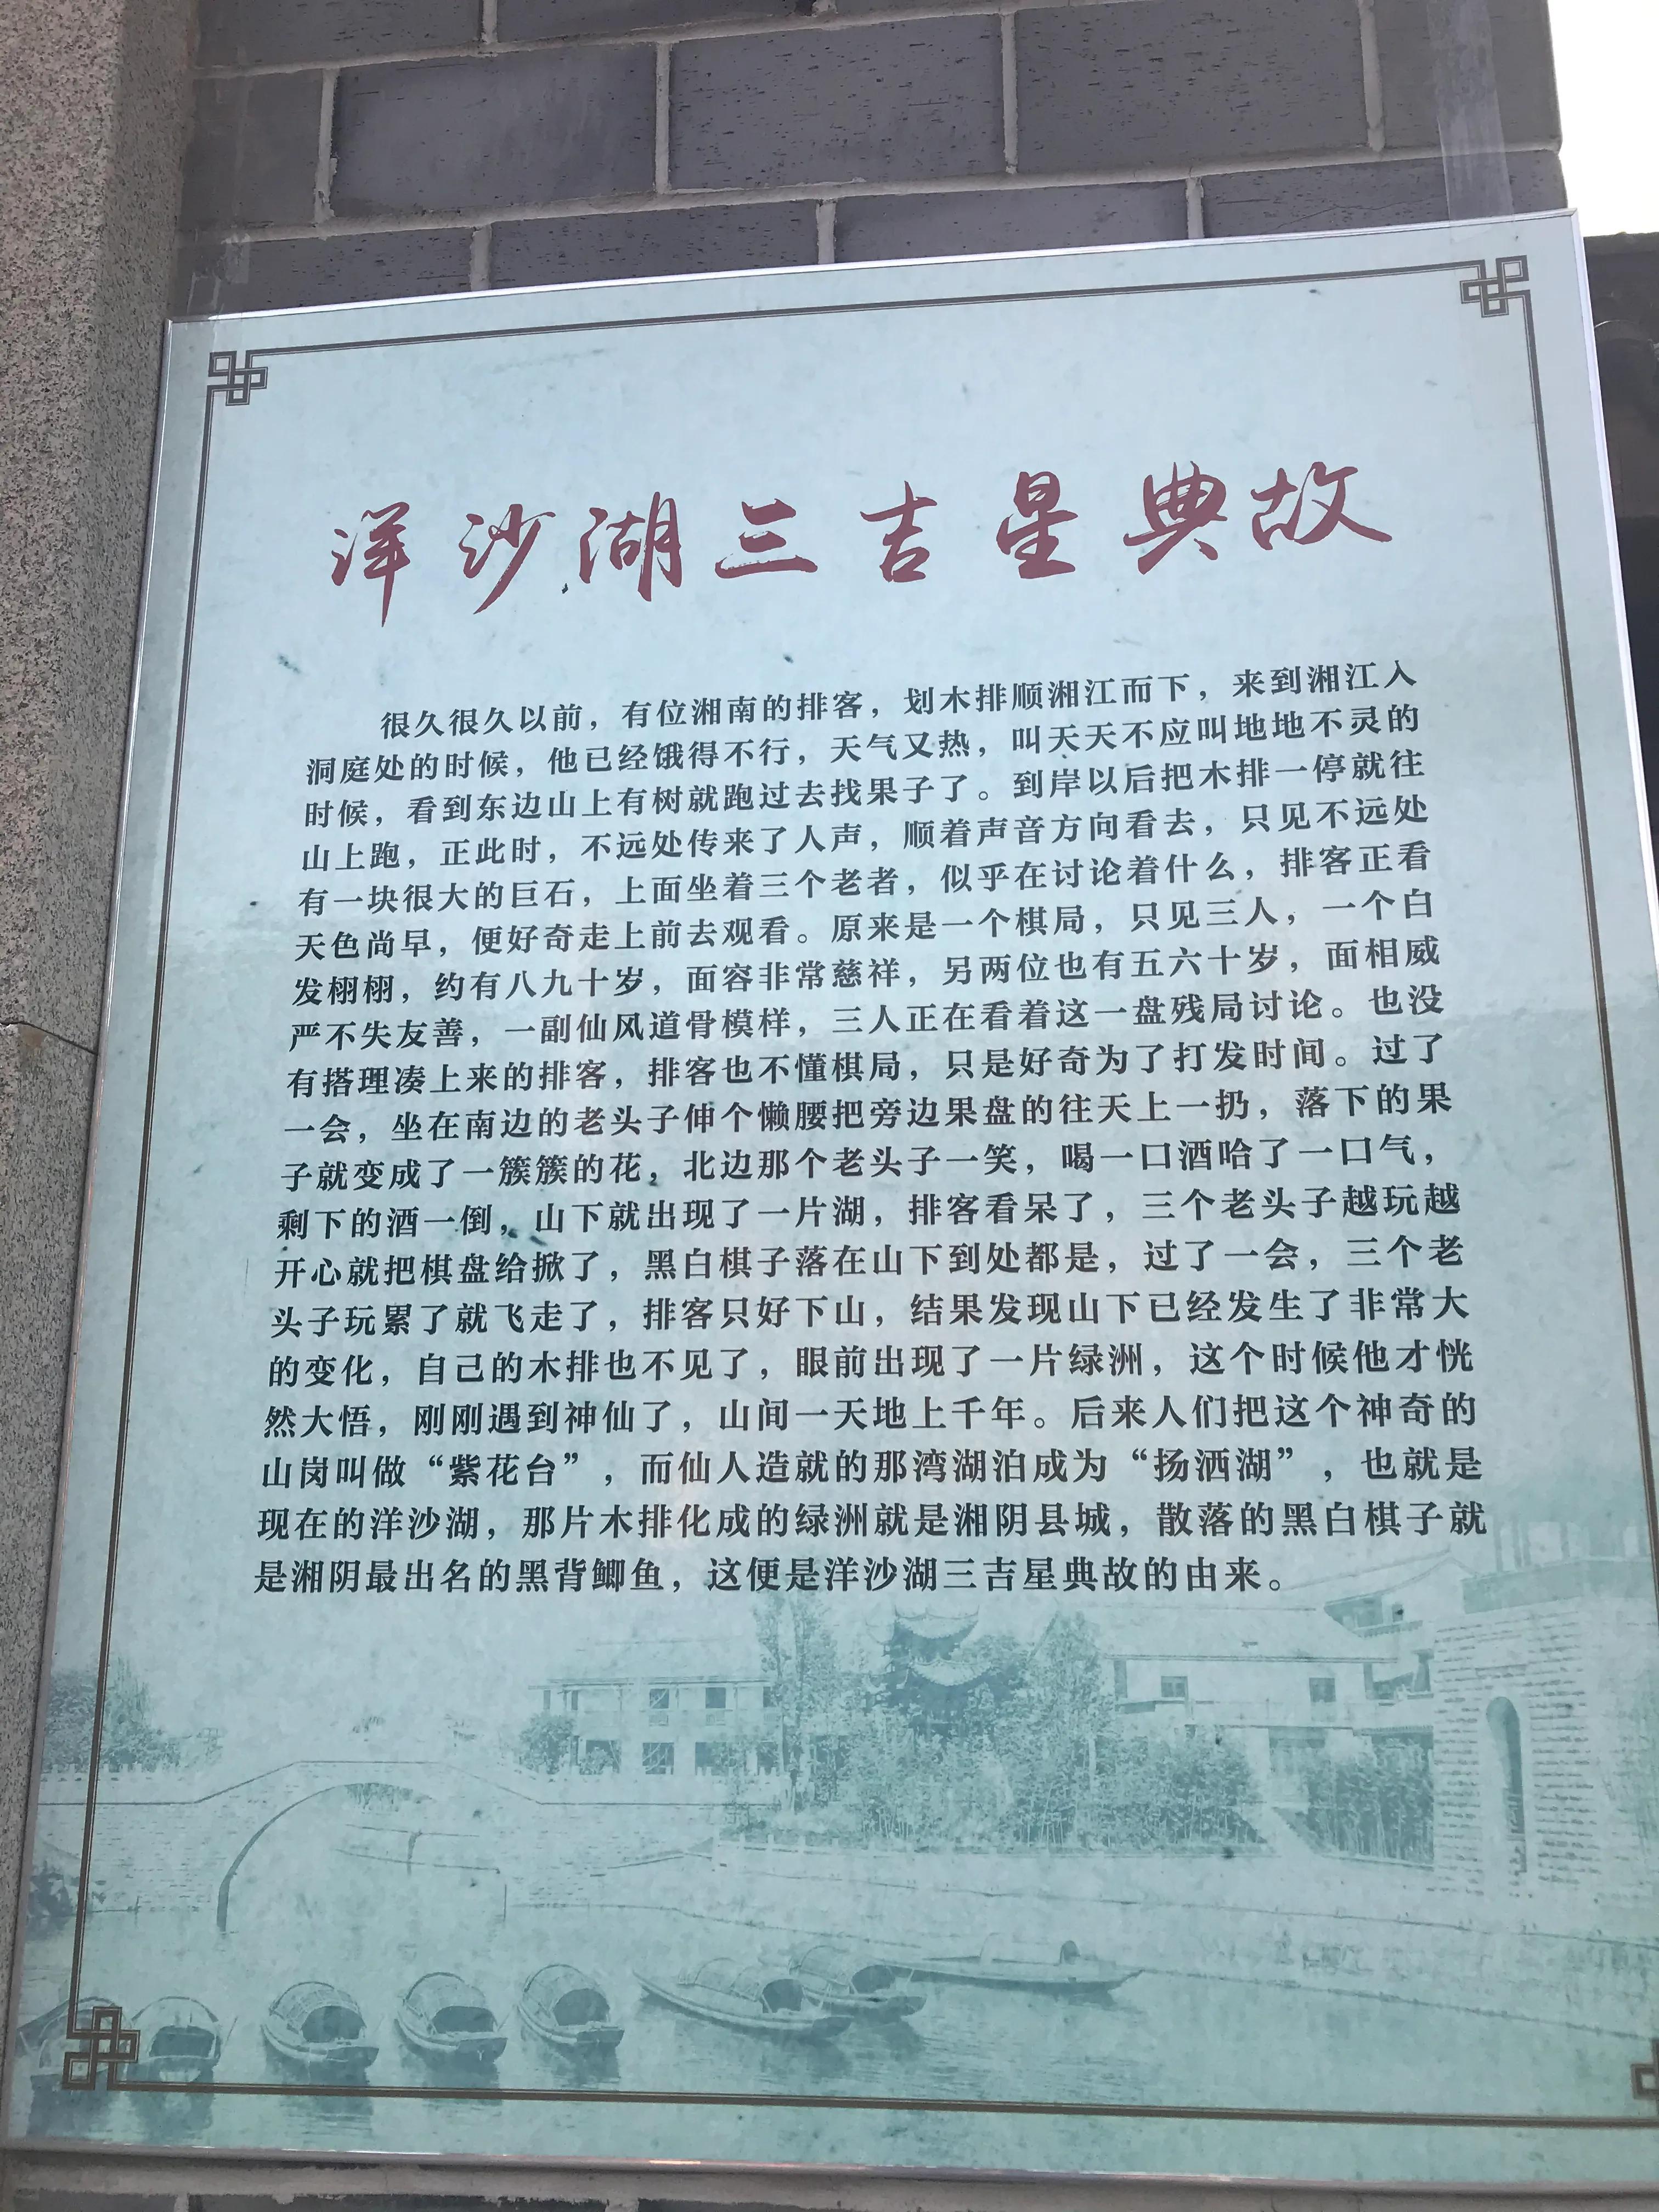 洋沙湖三吉星典故
很久很久以前，有位湘南的排客，划木排顺湘江而下，来到湘江入
洞庭处的时候，他已经饿得不行，天气又热，叫天天不应叫地地不灵的
时候，看到东边山上有树就跑过去找果子了。到岸以后把木排一停就往
山上跑，正此时，不远处传来了人声，顺着声音方向看去，只见不远处
有一块很大的巨石，上面坐着三个老者，似乎在讨论着什么，排客正看
天色尚早，便好奇走上前去观看。原来是一个棋局，只见三人，一个白
发栩栩，约有八九十岁，面容非常慈祥，另两位也有五六十岁，面相威
严不失友善，一副仙风道骨模样，三人正在看着这一盘残局讨论。也没
有搭理凑上来的排客，排客也不懂棋局，只是好奇为了打发时间。过了
一会，坐在南边的老头子伸个懒腰把旁边果盘的往天上一扔，落下的果
子就变成了一簇簇的花，北边那个老头子一笑，喝一口酒哈了一口气，
剩下的酒一倒，山下就出现了一片湖，排客看呆了，三个老头子越玩越
开心就把棋盘给掀了，黑白棋子落在山下到处都是，过了一会，三个老
头子玩累了就飞走了，排客只好下山，结果发现山下已经发生了非常大
的变化，自己的木排也不见了，眼前出现了一片绿洲，这个时候他才恍
然大悟，刚刚遇到神仙了，山间一天地上千年。后来人们把这个神奇的
山岗叫做“紫花台”，而仙人造就的那湾湖泊成为“扬洒湖”，也就是
现在的洋沙湖，那片木排化成的绿洲就是湘阴县城，散落的黑白棋子就
是湘阴最出名的黑背鲫鱼，这便是洋沙湖三吉星典故的由来。